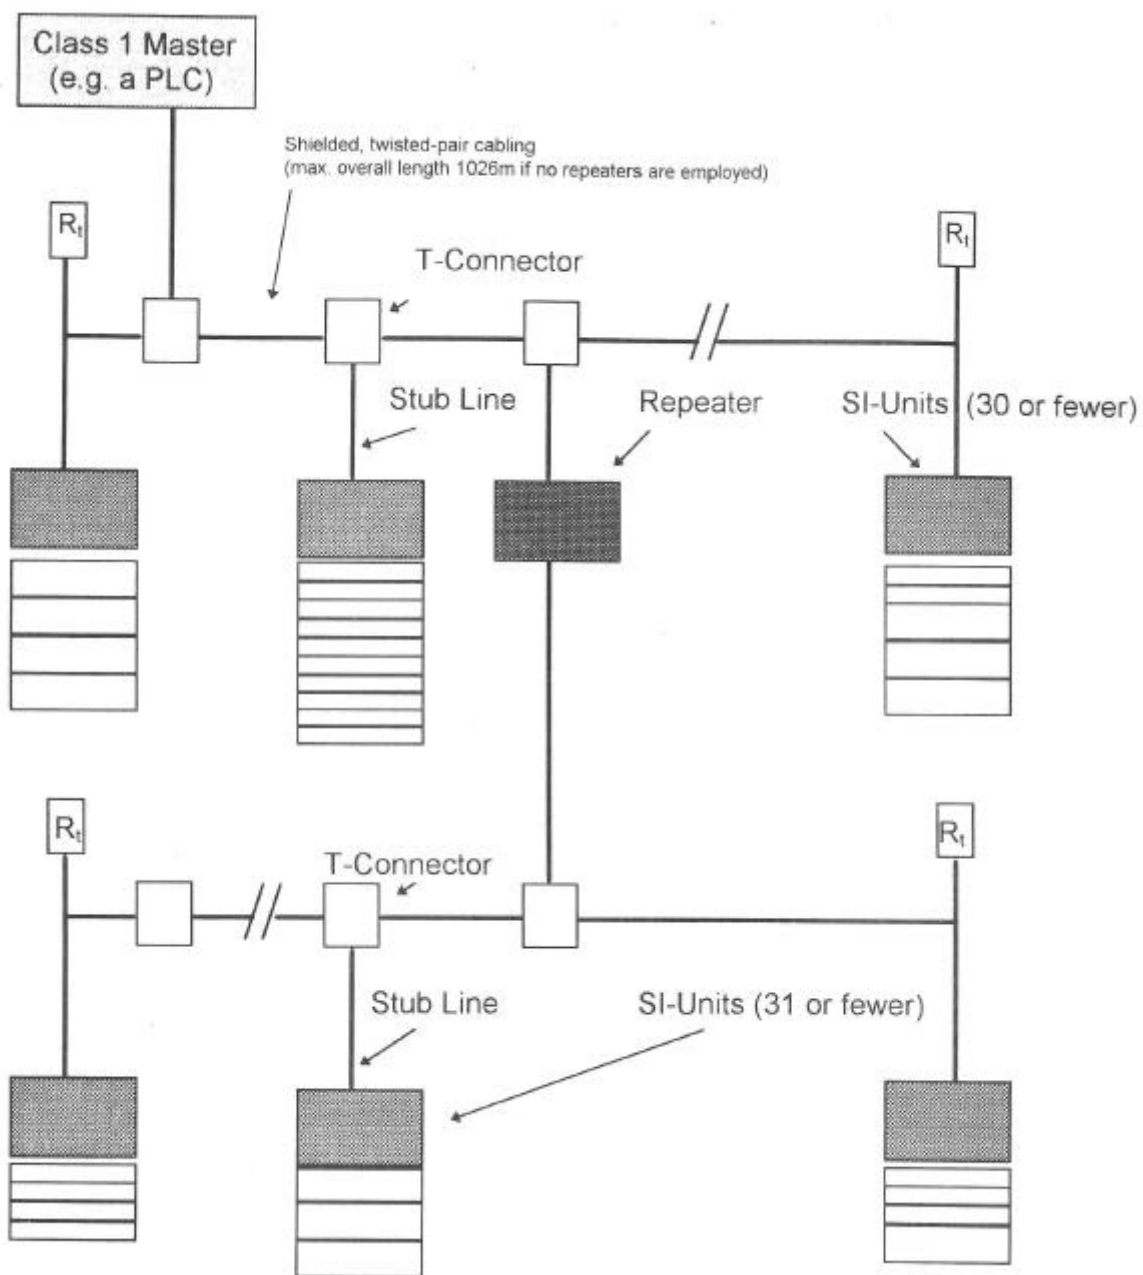 Class 1 Master
(e.g. a PLC)
Shielded, twisted-pair cabling
(max. overall length 1026m if no repeaters are employed)
Rt
Rt
T-Connector
Stub Line
Repeater
SI-Units (30 or fewer)
Rt
Rt
T-Connector
Stub Line
SI-Units (31 or fewer)